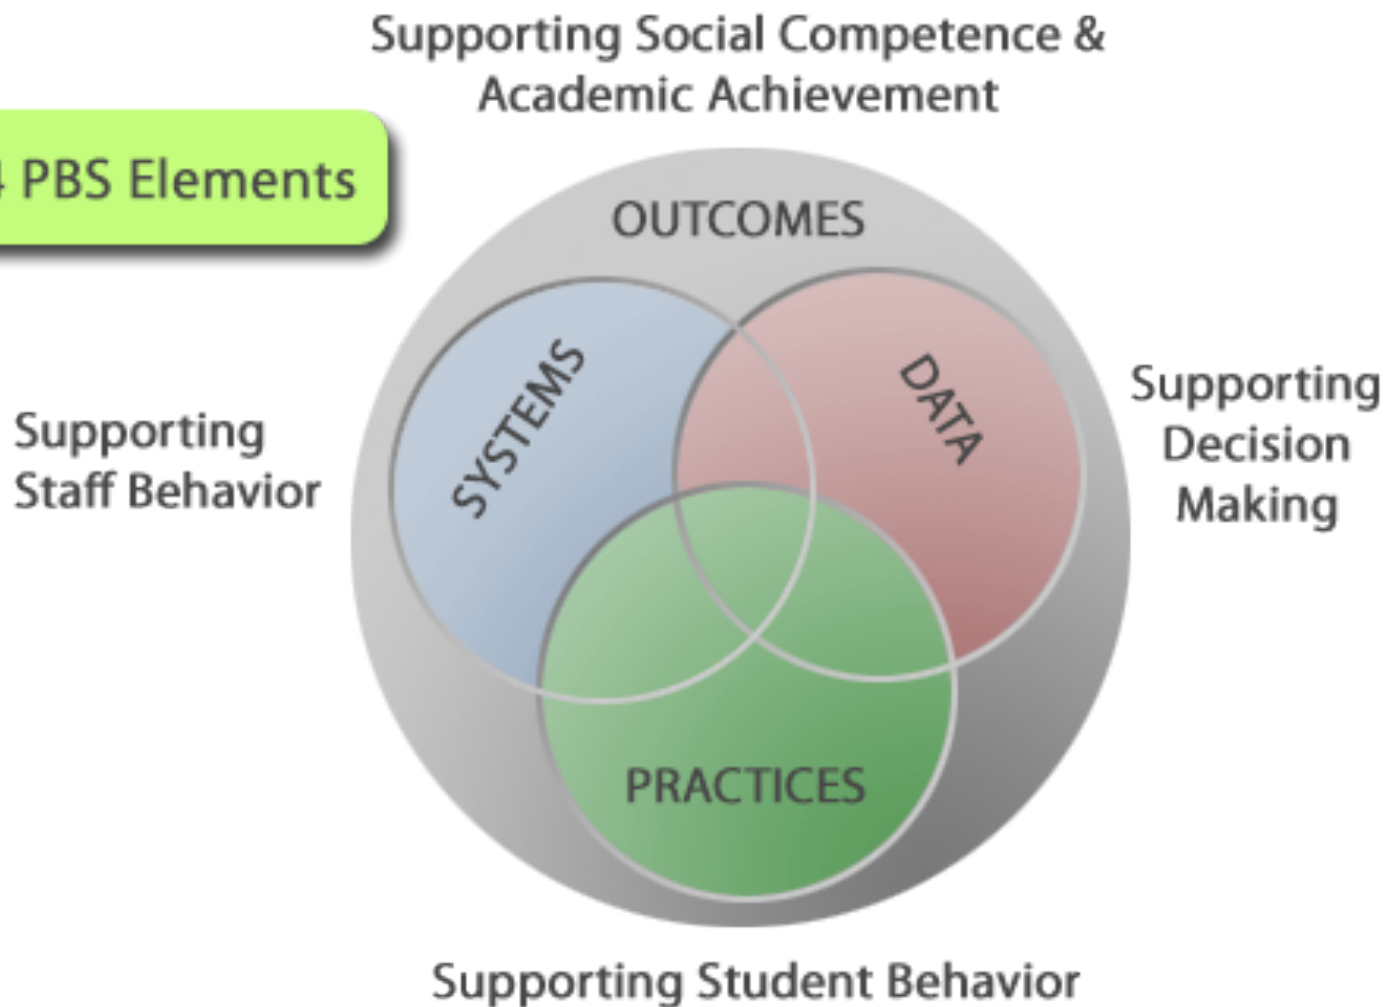 Supporting Social Competence &
Academic Achievement
4 PBS Elements
OUTCOMES
SYSTEMS
DATA
Supporting
Staff Behavior
Supporting
Decision
Making
PRACTICES
Supporting Student Behavior